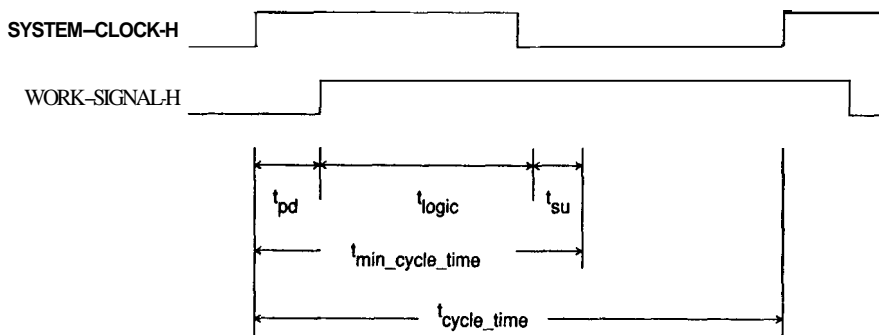 SYSTEM–CLOCK-H
WORK–SIGNAL-H
tpd
tlogic
tsu
tmin_cycle_time
tcycle_time